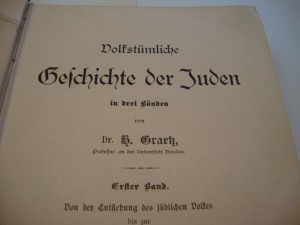 Volkstümliche
Geschichte der Juden
in drei Bänden
von
Dr. H. Graetz,
Professor an der Universität Breslau.
Erster Band.
Von der Entstehung des jüdischen Volkes
bis zur